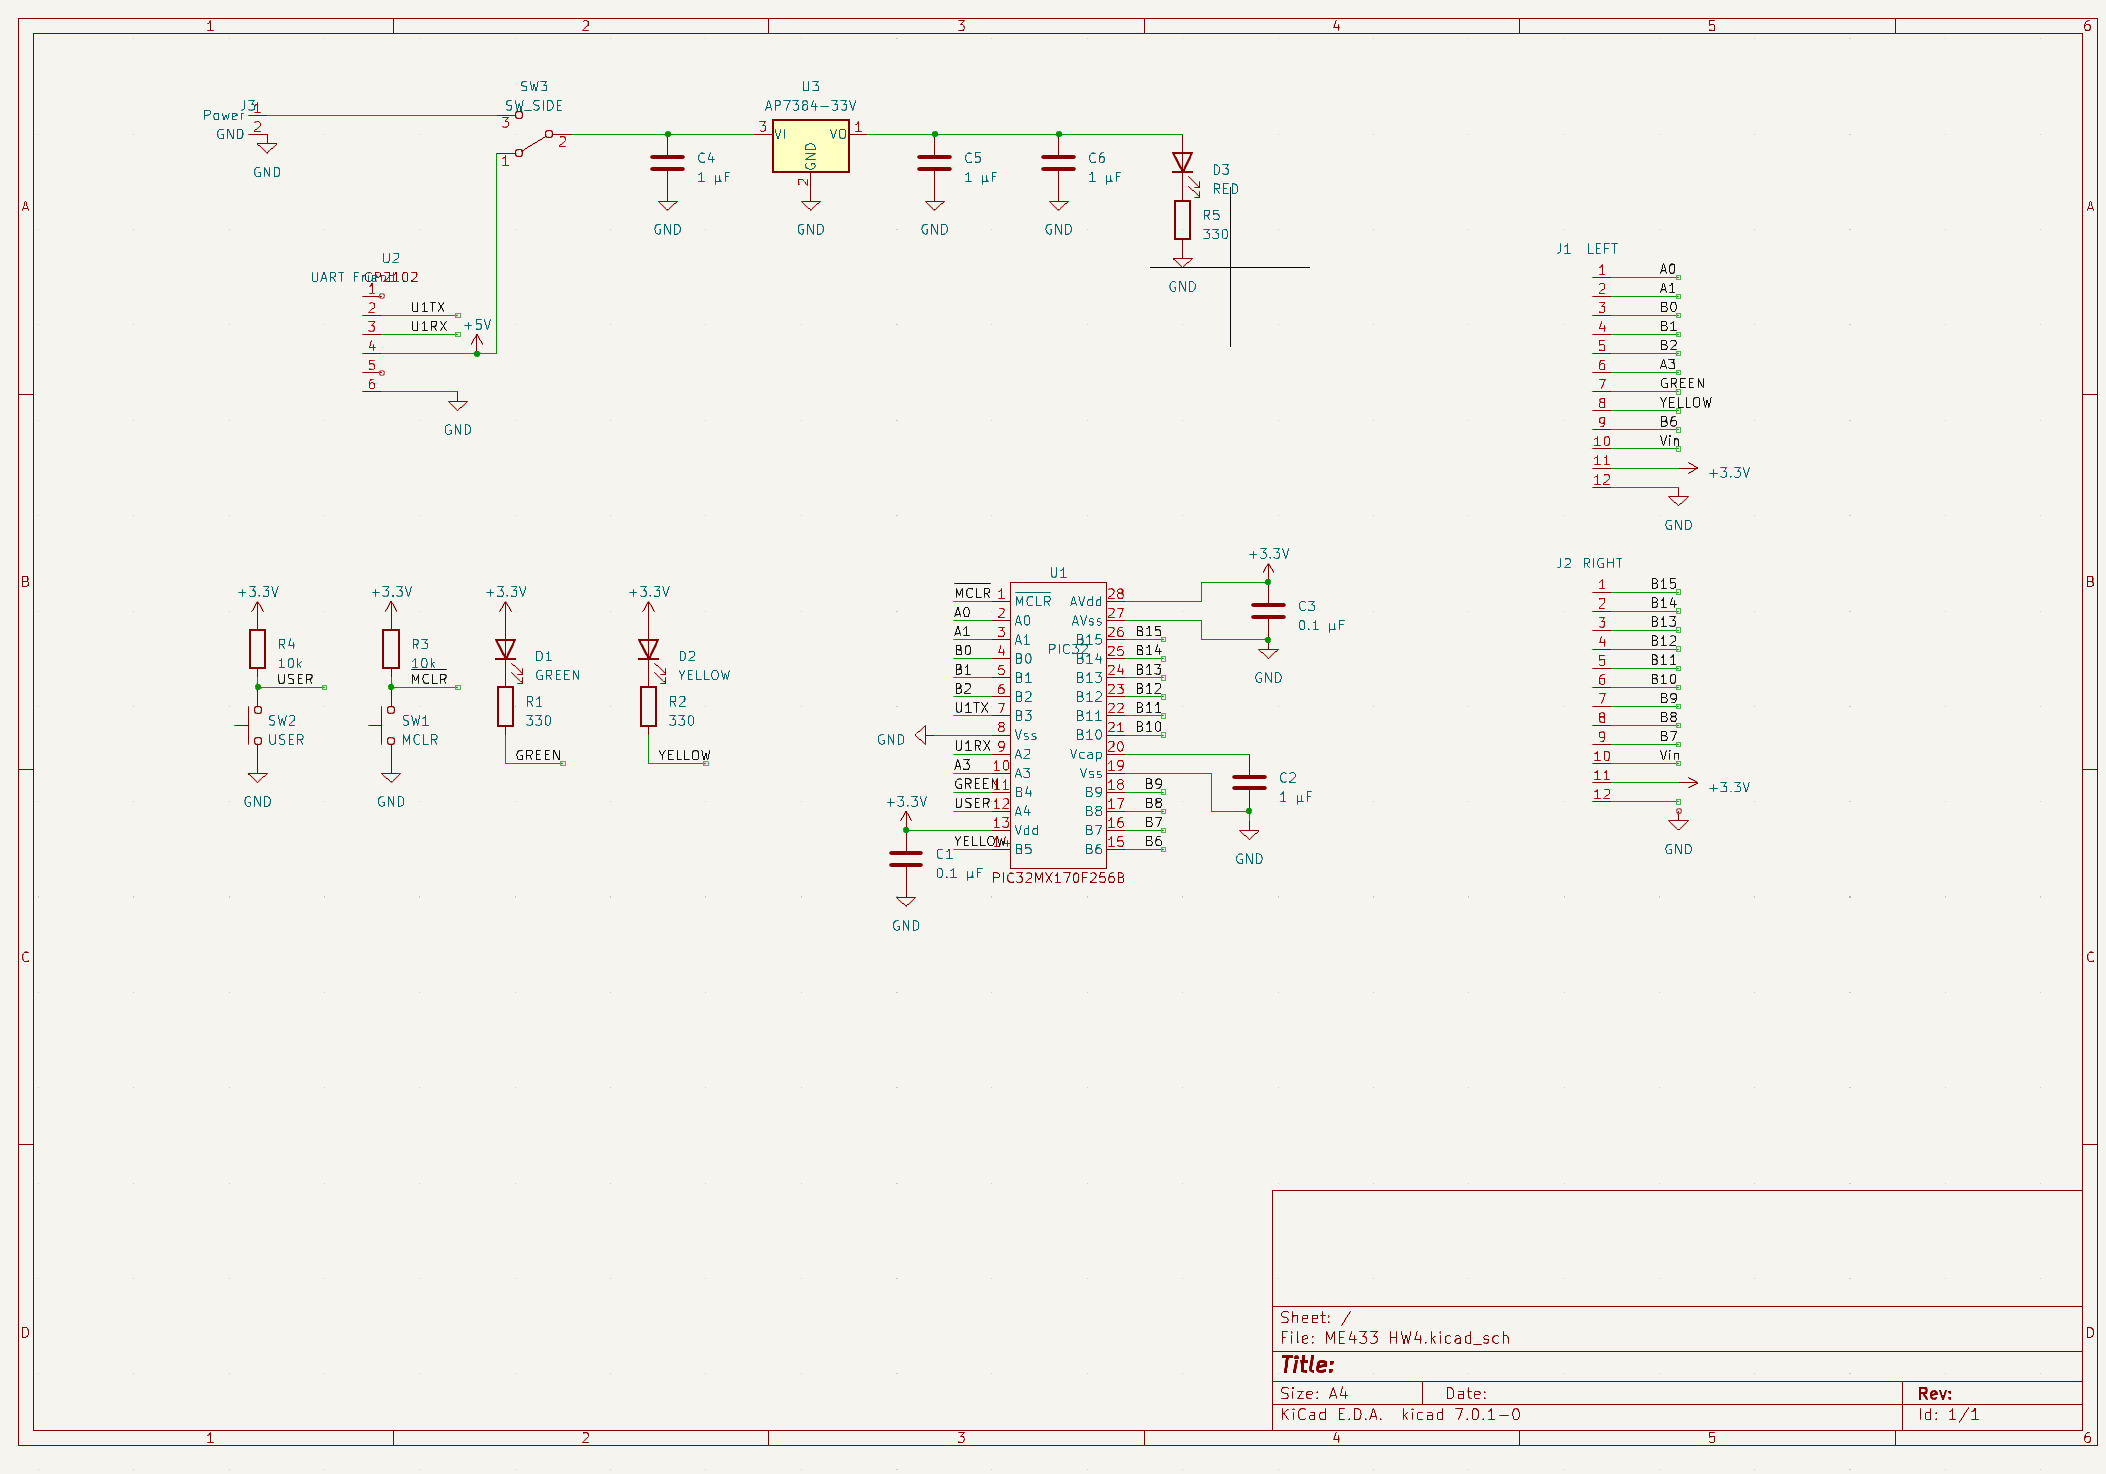 1 2 3 4 5 6
A
B
C
D
J3
Power 1
GND 2
GND
SW3
SW_SIDE
3
2
1
U3
AP7384-33V
3 VI VO 1
GND
2
GND
C4
1 µF
GND
C5
1 µF
GND
C6
1 µF
GND
D3
RED
R5
330
GND
U2
UART Friend
CP2102
1
2 U1TX
3 U1RX
+5V
4
5
6
GND
J1 LEFT
1 A0
2 A1
3 B0
4 B1
5 B2
6 A3
7 GREEN
8 YELLOW
9 B6
10 Vin
11 +3.3V
12
GND
J2 RIGHT
1 B15
2 B14
3 B13
4 B12
5 B11
6 B10
7 B9
8 B8
9 B7
10 Vin
11 +3.3V
12
GND
+3.3V
R4
10k
USER
SW2
USER
GND
+3.3V
R3
10k
MCLR
SW1
MCLR
GND
+3.3V
D1
GREEN
R1
330
GREEN
+3.3V
D2
YELLOW
R2
330
YELLOW
U1
PIC32
MCLR 1 MCLR AVdd 28
A0 2 A0 AVss 27
A1 3 A1 B15 26 B15
B0 4 B0 B14 25 B14
B1 5 B1 B13 24 B13
B2 6 B2 B12 23 B12
U1TX 7 B3 B11 22 B11
GND 8 Vss B10 21 B10
U1RX 9 A2 Vcap 20
A3 10 A3 Vss 19
GREEN 11 B4 B9 18 B9
USER 12 A4 B8 17 B8
13 Vdd B7 16 B7
YELLOW 14 B5 B6 15 B6
PIC32MX170F256B
+3.3V
C3
0.1 µF
GND
C2
1 µF
GND
+3.3V
C1
0.1 µF
GND
Sheet: /
File: ME433 HW4.kicad_sch
Title:
Size: A4 Date: Rev:
KiCad E.D.A. kicad 7.0.1-0 Id: 1/1
A
B
C
D
1 2 3 4 5 6